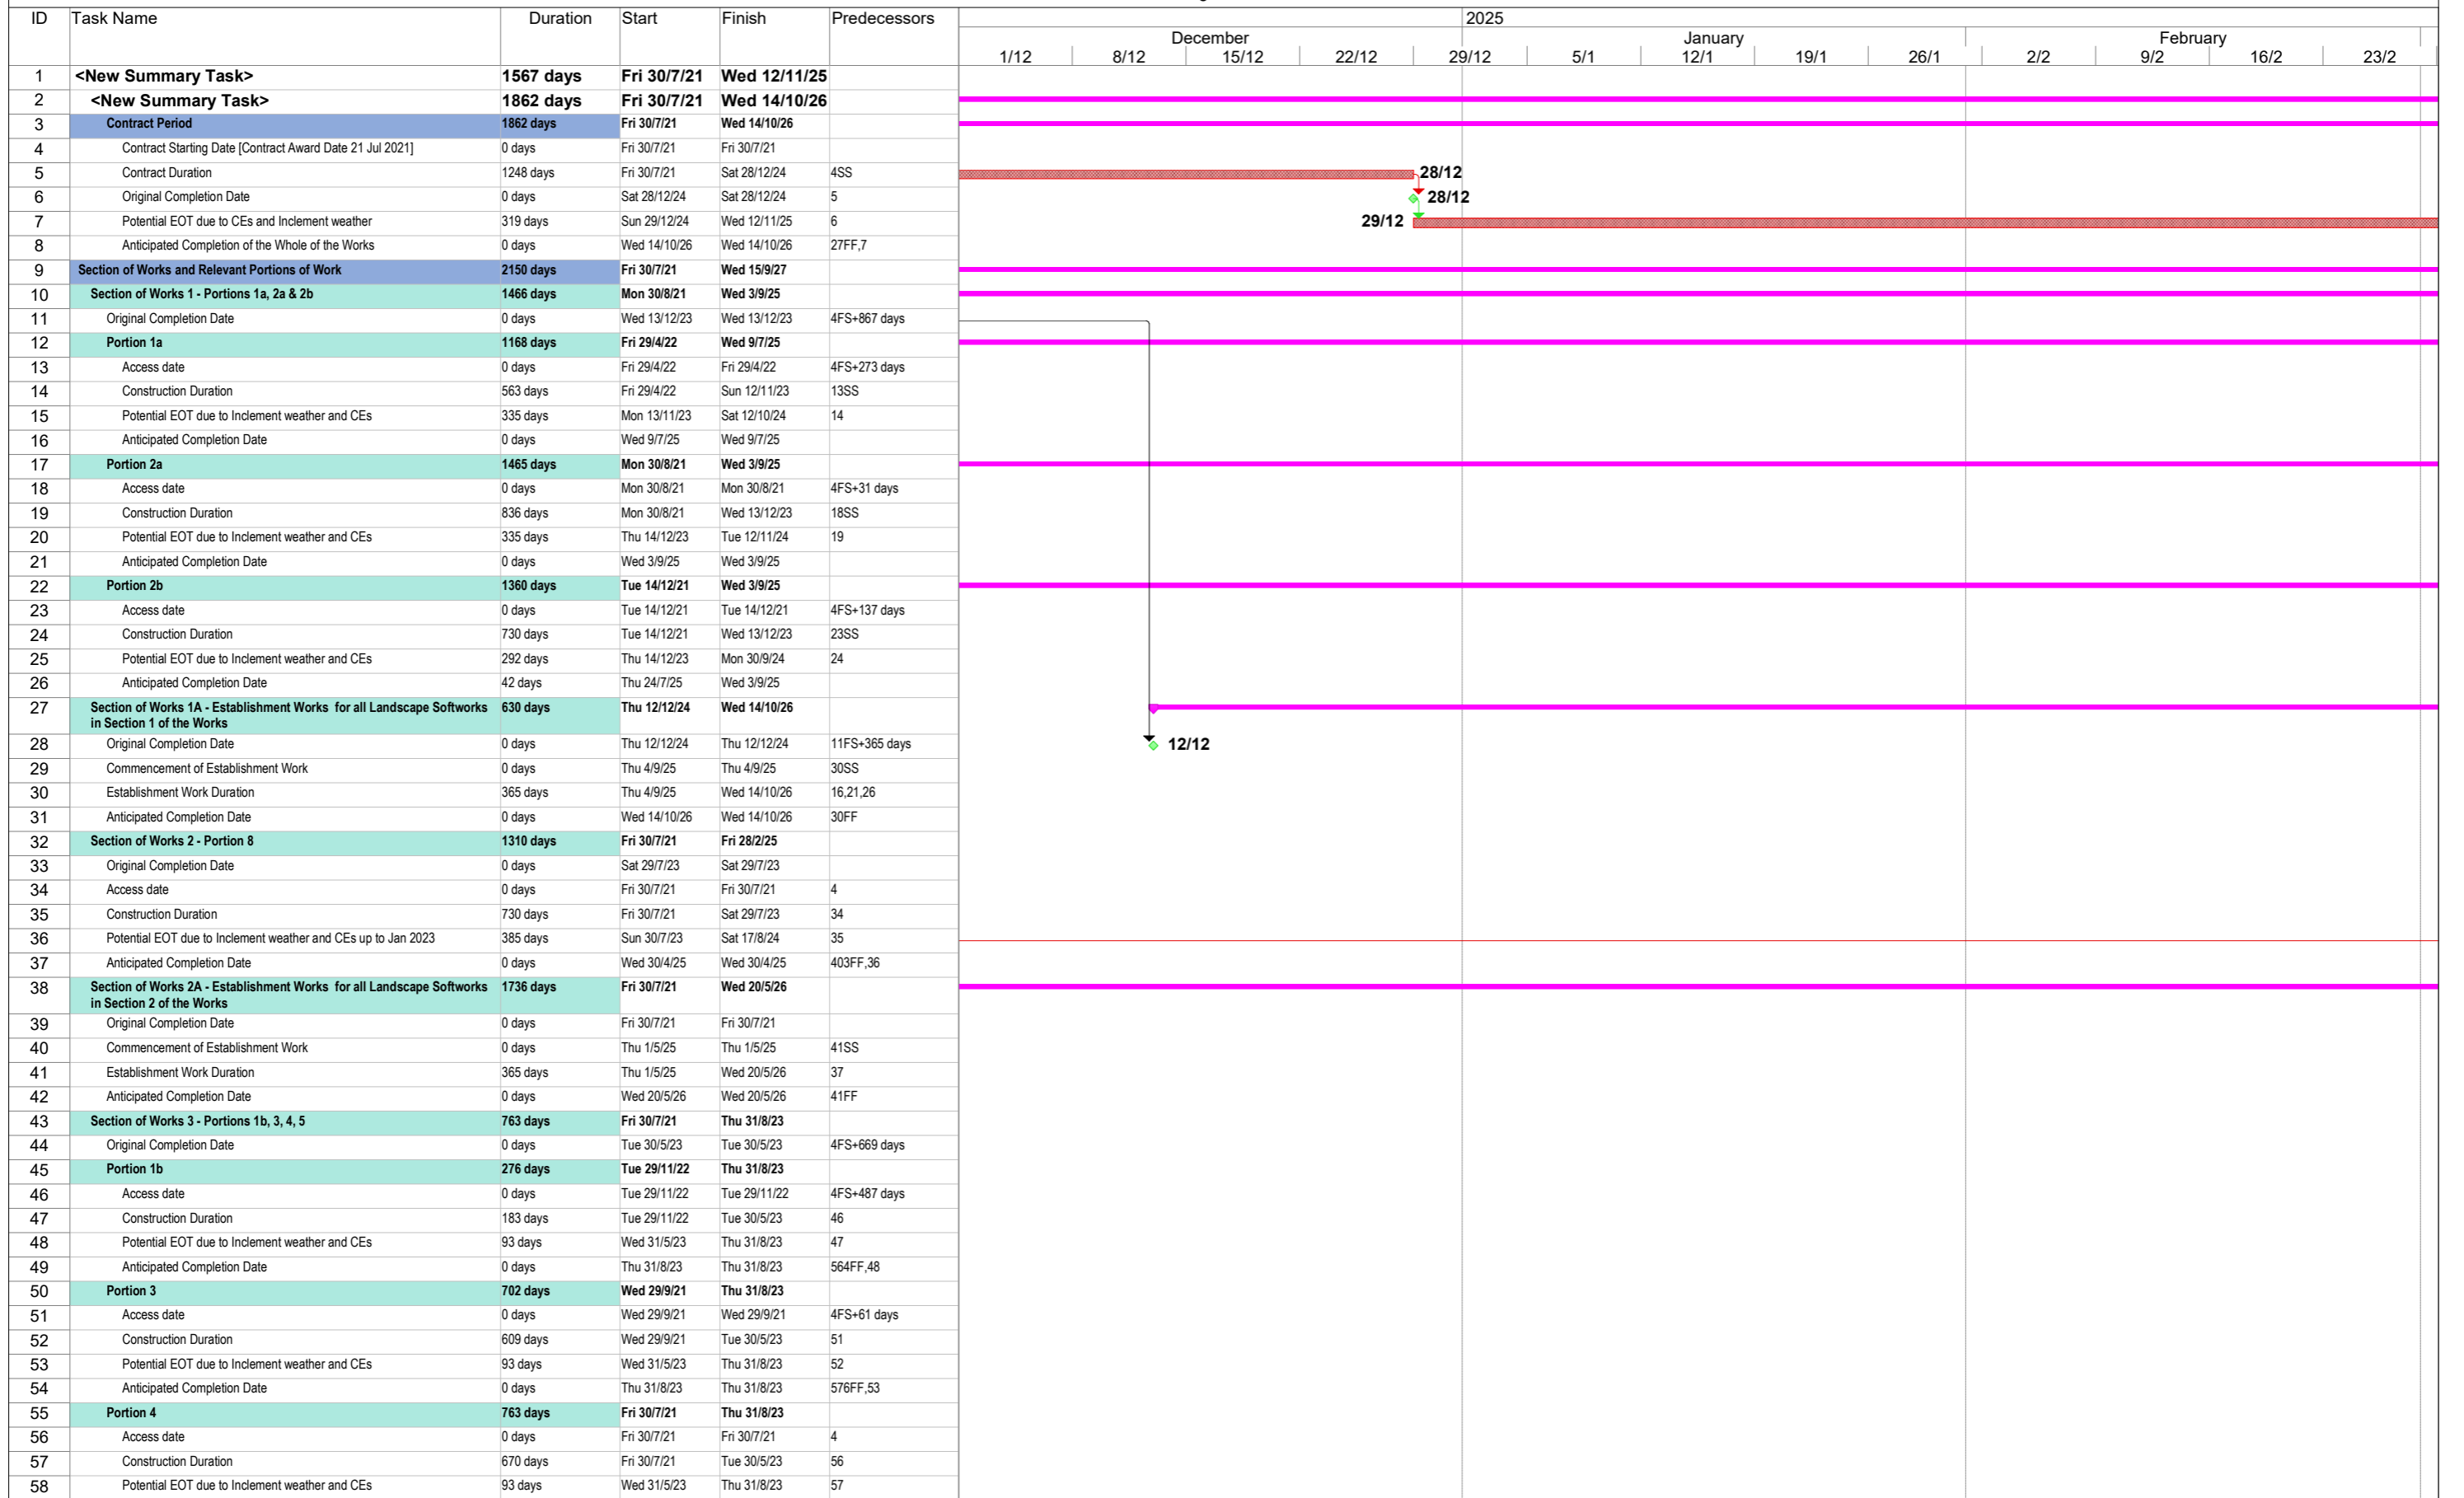 ID Task Name Duration Start Finish Predecessors 2025
December January February
1/12 8/12 15/12 22/12 29/12 5/1 12/1 19/1 26/1 2/2 9/2 16/2 23/2
1 <New Summary Task> 1567 days Fri 30/7/21 Wed 12/11/25
2 <New Summary Task> 1862 days Fri 30/7/21 Wed 14/10/26
3 Contract Period 1862 days Fri 30/7/21 Wed 14/10/26
4 Contract Starting Date [Contract Award Date 21 Jul 2021] 0 days Fri 30/7/21 Fri 30/7/21
5 Contract Duration 1248 days Fri 30/7/21 Sat 28/12/24 4SS 28/12
6 Original Completion Date 0 days Sat 28/12/24 Sat 28/12/24 5 28/12
7 Potential EOT due to CEs and Inclement weather 319 days Sun 29/12/24 Wed 12/11/25 6 29/12
8 Anticipated Completion of the Whole of the Works 0 days Wed 14/10/26 Wed 14/10/26 27FF,7
9 Section of Works and Relevant Portions of Work 2150 days Fri 30/7/21 Wed 15/9/27
10 Section of Works 1 - Portions 1a, 2a & 2b 1466 days Mon 30/8/21 Wed 3/9/25
11 Original Completion Date 0 days Wed 13/12/23 Wed 13/12/23 4FS+867 days
12 Portion 1a 1168 days Fri 29/4/22 Wed 9/7/25
13 Access date 0 days Fri 29/4/22 Fri 29/4/22 4FS+273 days
14 Construction Duration 563 days Fri 29/4/22 Sun 12/11/23 13SS
15 Potential EOT due to Inclement weather and CEs 335 days Mon 13/11/23 Sat 12/10/24 14
16 Anticipated Completion Date 0 days Wed 9/7/25 Wed 9/7/25
17 Portion 2a 1465 days Mon 30/8/21 Wed 3/9/25
18 Access date 0 days Mon 30/8/21 Mon 30/8/21 4FS+31 days
19 Construction Duration 836 days Mon 30/8/21 Wed 13/12/23 18SS
20 Potential EOT due to Inclement weather and CEs 335 days Thu 14/12/23 Tue 12/11/24 19
21 Anticipated Completion Date 0 days Wed 3/9/25 Wed 3/9/25
22 Portion 2b 1360 days Tue 14/12/21 Wed 3/9/25
23 Access date 0 days Tue 14/12/21 Tue 14/12/21 4FS+137 days
24 Construction Duration 730 days Tue 14/12/21 Wed 13/12/23 23SS
25 Potential EOT due to Inclement weather and CEs 292 days Thu 14/12/23 Mon 30/9/24 24
26 Anticipated Completion Date 42 days Thu 24/7/25 Wed 3/9/25
27 Section of Works 1A - Establishment Works for all Landscape Softworks 630 days Thu 12/12/24 Wed 14/10/26
in Section 1 of the Works
28 Original Completion Date 0 days Thu 12/12/24 Thu 12/12/24 11FS+365 days 12/12
29 Commencement of Establishment Work 0 days Thu 4/9/25 Thu 4/9/25 30SS
30 Establishment Work Duration 365 days Thu 4/9/25 Wed 14/10/26 16,21,26
31 Anticipated Completion Date 0 days Wed 14/10/26 Wed 14/10/26 30FF
32 Section of Works 2 - Portion 8 1310 days Fri 30/7/21 Fri 28/2/25
33 Original Completion Date 0 days Sat 29/7/23 Sat 29/7/23
34 Access date 0 days Fri 30/7/21 Fri 30/7/21 4
35 Construction Duration 730 days Fri 30/7/21 Sat 29/7/23 34
36 Potential EOT due to Inclement weather and CEs up to Jan 2023 385 days Sun 30/7/23 Sat 17/8/24 35
37 Anticipated Completion Date 0 days Wed 30/4/25 Wed 30/4/25 403FF,36
38 Section of Works 2A - Establishment Works for all Landscape Softworks 1736 days Fri 30/7/21 Wed 20/5/26
in Section 2 of the Works
39 Original Completion Date 0 days Fri 30/7/21 Fri 30/7/21
40 Commencement of Establishment Work 0 days Thu 1/5/25 Thu 1/5/25 41SS
41 Establishment Work Duration 365 days Thu 1/5/25 Wed 20/5/26 37
42 Anticipated Completion Date 0 days Wed 20/5/26 Wed 20/5/26 41FF
43 Section of Works 3 - Portions 1b, 3, 4, 5 763 days Fri 30/7/21 Thu 31/8/23
44 Original Completion Date 0 days Tue 30/5/23 Tue 30/5/23 4FS+669 days
45 Portion 1b 276 days Tue 29/11/22 Thu 31/8/23
46 Access date 0 days Tue 29/11/22 Tue 29/11/22 4FS+487 days
47 Construction Duration 183 days Tue 29/11/22 Tue 30/5/23 46
48 Potential EOT due to Inclement weather and CEs 93 days Wed 31/5/23 Thu 31/8/23 47
49 Anticipated Completion Date 0 days Thu 31/8/23 Thu 31/8/23 564FF,48
50 Portion 3 702 days Wed 29/9/21 Thu 31/8/23
51 Access date 0 days Wed 29/9/21 Wed 29/9/21 4FS+61 days
52 Construction Duration 609 days Wed 29/9/21 Tue 30/5/23 51
53 Potential EOT due to Inclement weather and CEs 93 days Wed 31/5/23 Thu 31/8/23 52
54 Anticipated Completion Date 0 days Thu 31/8/23 Thu 31/8/23 576FF,53
55 Portion 4 763 days Fri 30/7/21 Thu 31/8/23
56 Access date 0 days Fri 30/7/21 Fri 30/7/21 4
57 Construction Duration 670 days Fri 30/7/21 Tue 30/5/23 56
58 Potential EOT due to Inclement weather and CEs 93 days Wed 31/5/23 Thu 31/8/23 57